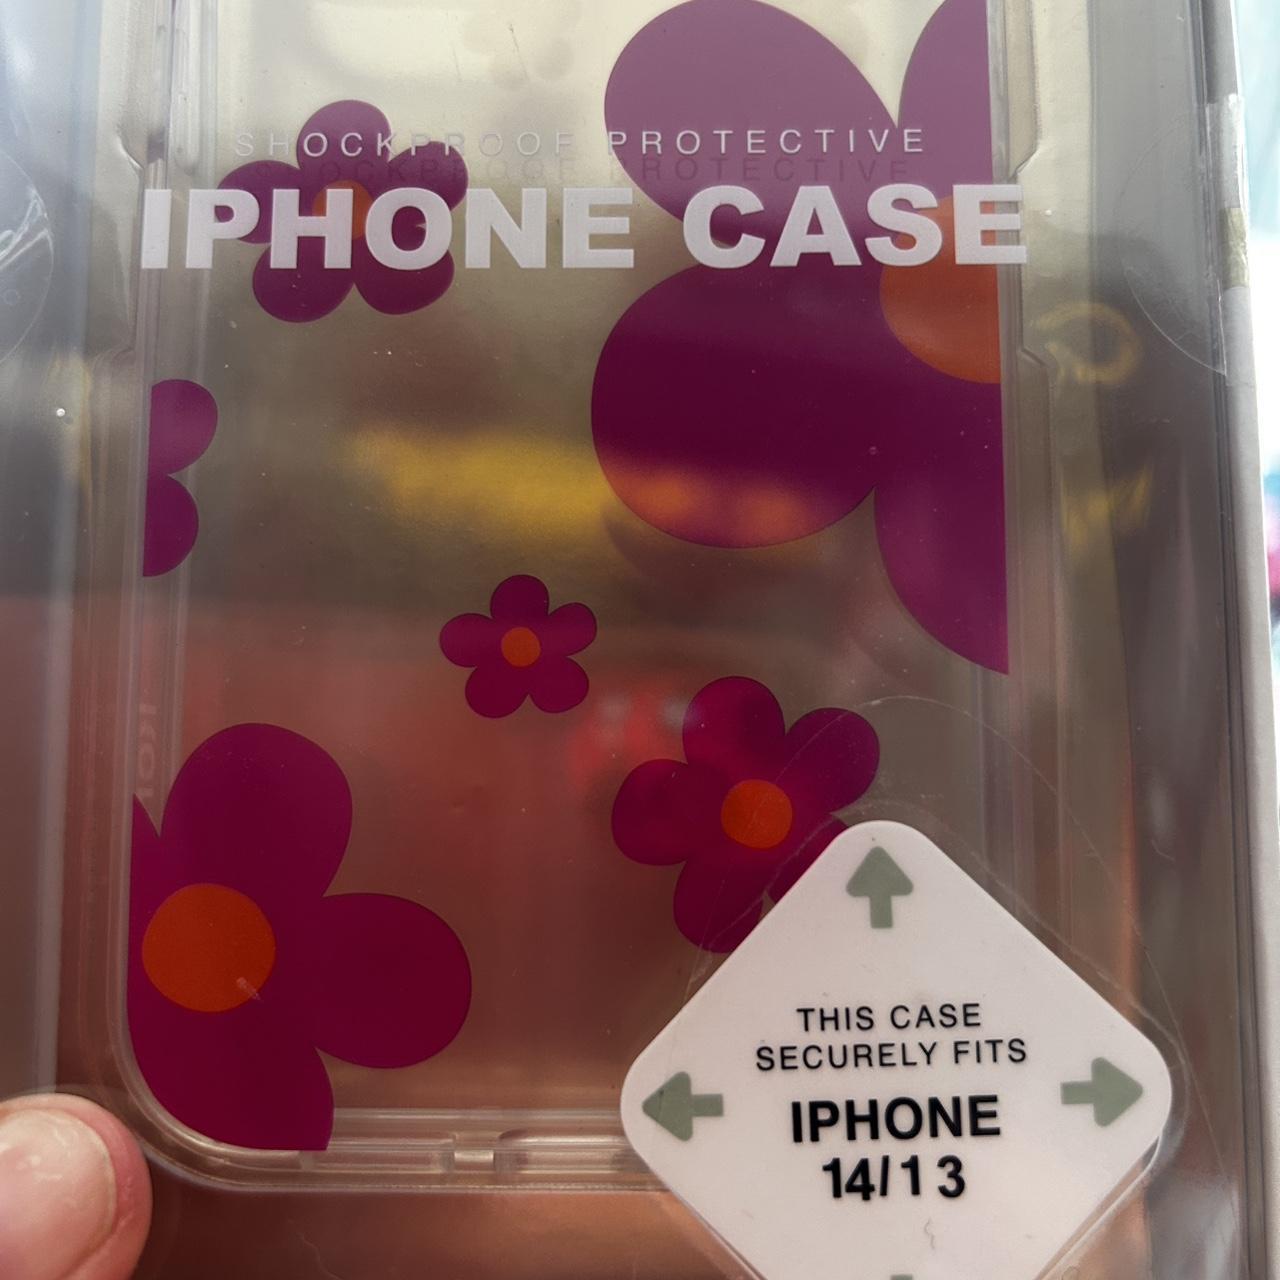 SHOCKPROOF PROTECTIVE
IPHONE CASE
THIS CASE
SECURELY FITS
IPHONE
14/13